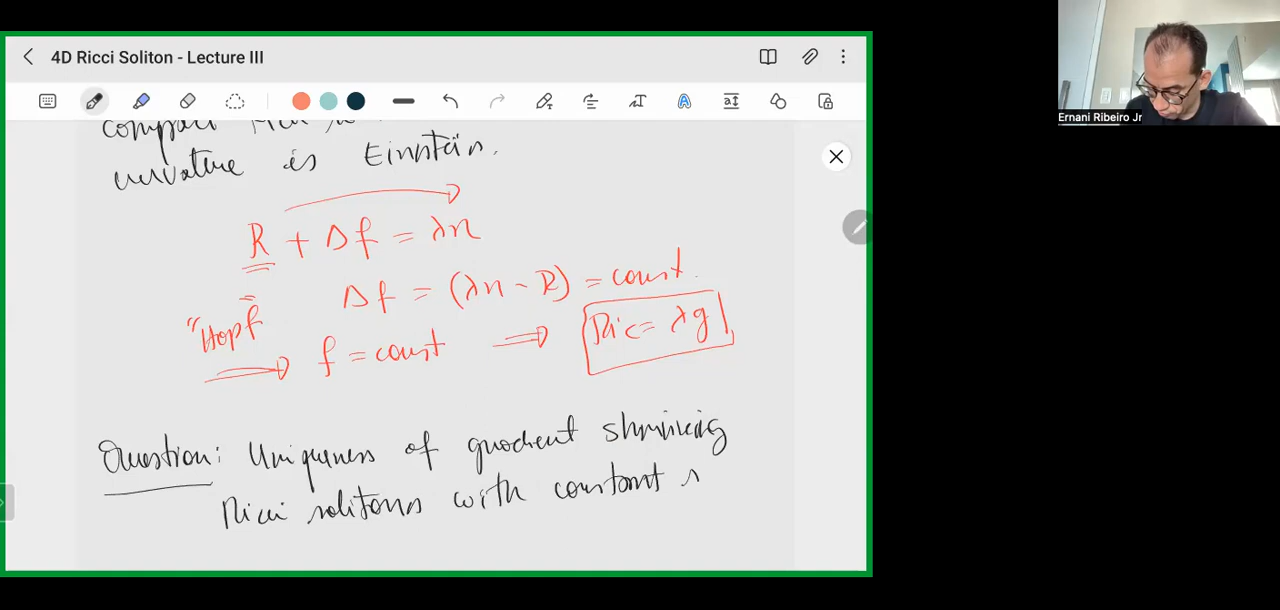 4D Ricci Soliton - Lecture III
Ernani Ribeiro Jr
compact
curvature is Einstein.
R + Δf = λn
Δf = (λn - R) = const.
"Hopf"
⟹ f = const ⟹ Ric = λg
Question: Uniqueness of gradient shrinking
Ricci solitons with constant s